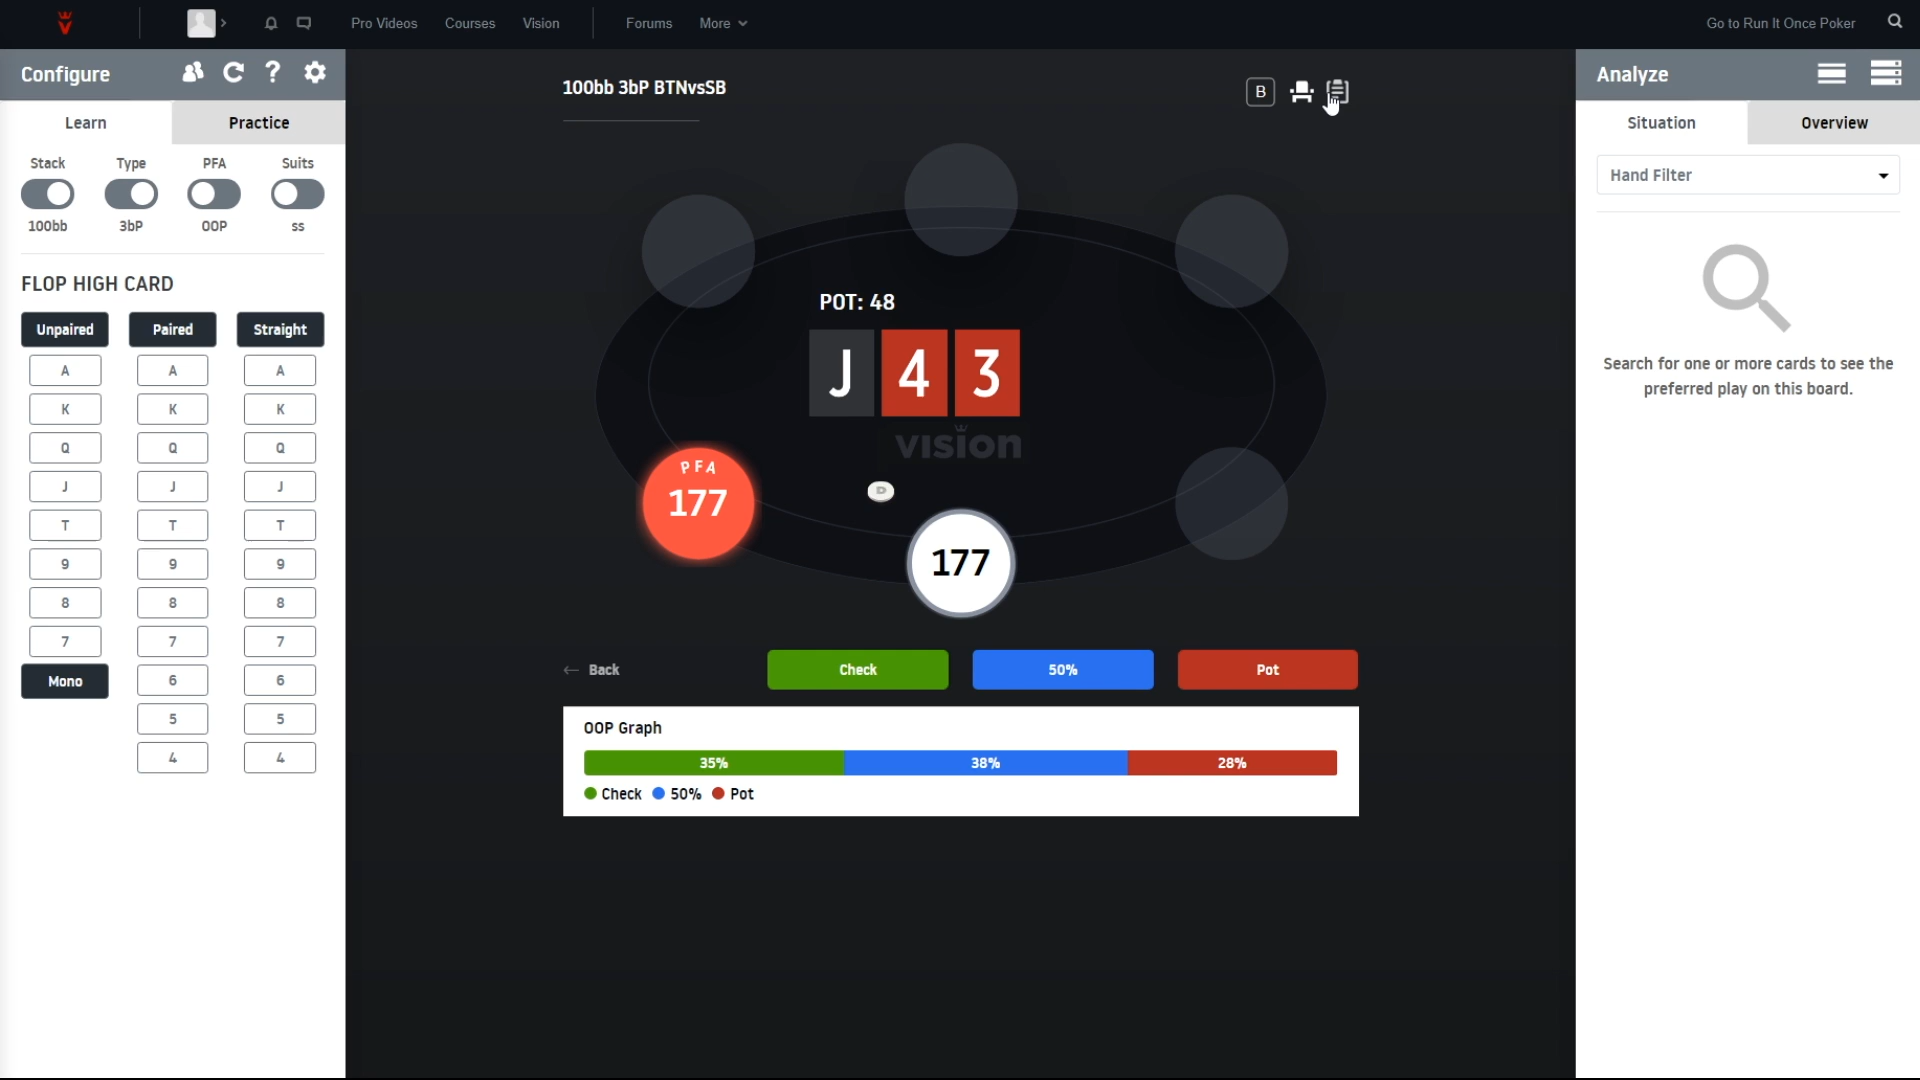 Pro Videos Courses Vision Forums More Go to Run It Once Poker
Configure
Learn Practice
Stack Type PFA Suits
100bb 3bP OOP ss
FLOP HIGH CARD
Unpaired Paired Straight
A A A
K K K
Q Q Q
J J J
T T T
9 9 9
8 8 8
7 7 7
Mono 6 6
5 5
4 4
100bb 3bP BTNvsSB
B
POT: 48
J 4 3
vision
PFA
177
D
177
← Back Check 50% Pot
OOP Graph
35% 38% 28%
Check 50% Pot
Analyze
Situation Overview
Hand Filter
Search for one or more cards to see the
preferred play on this board.